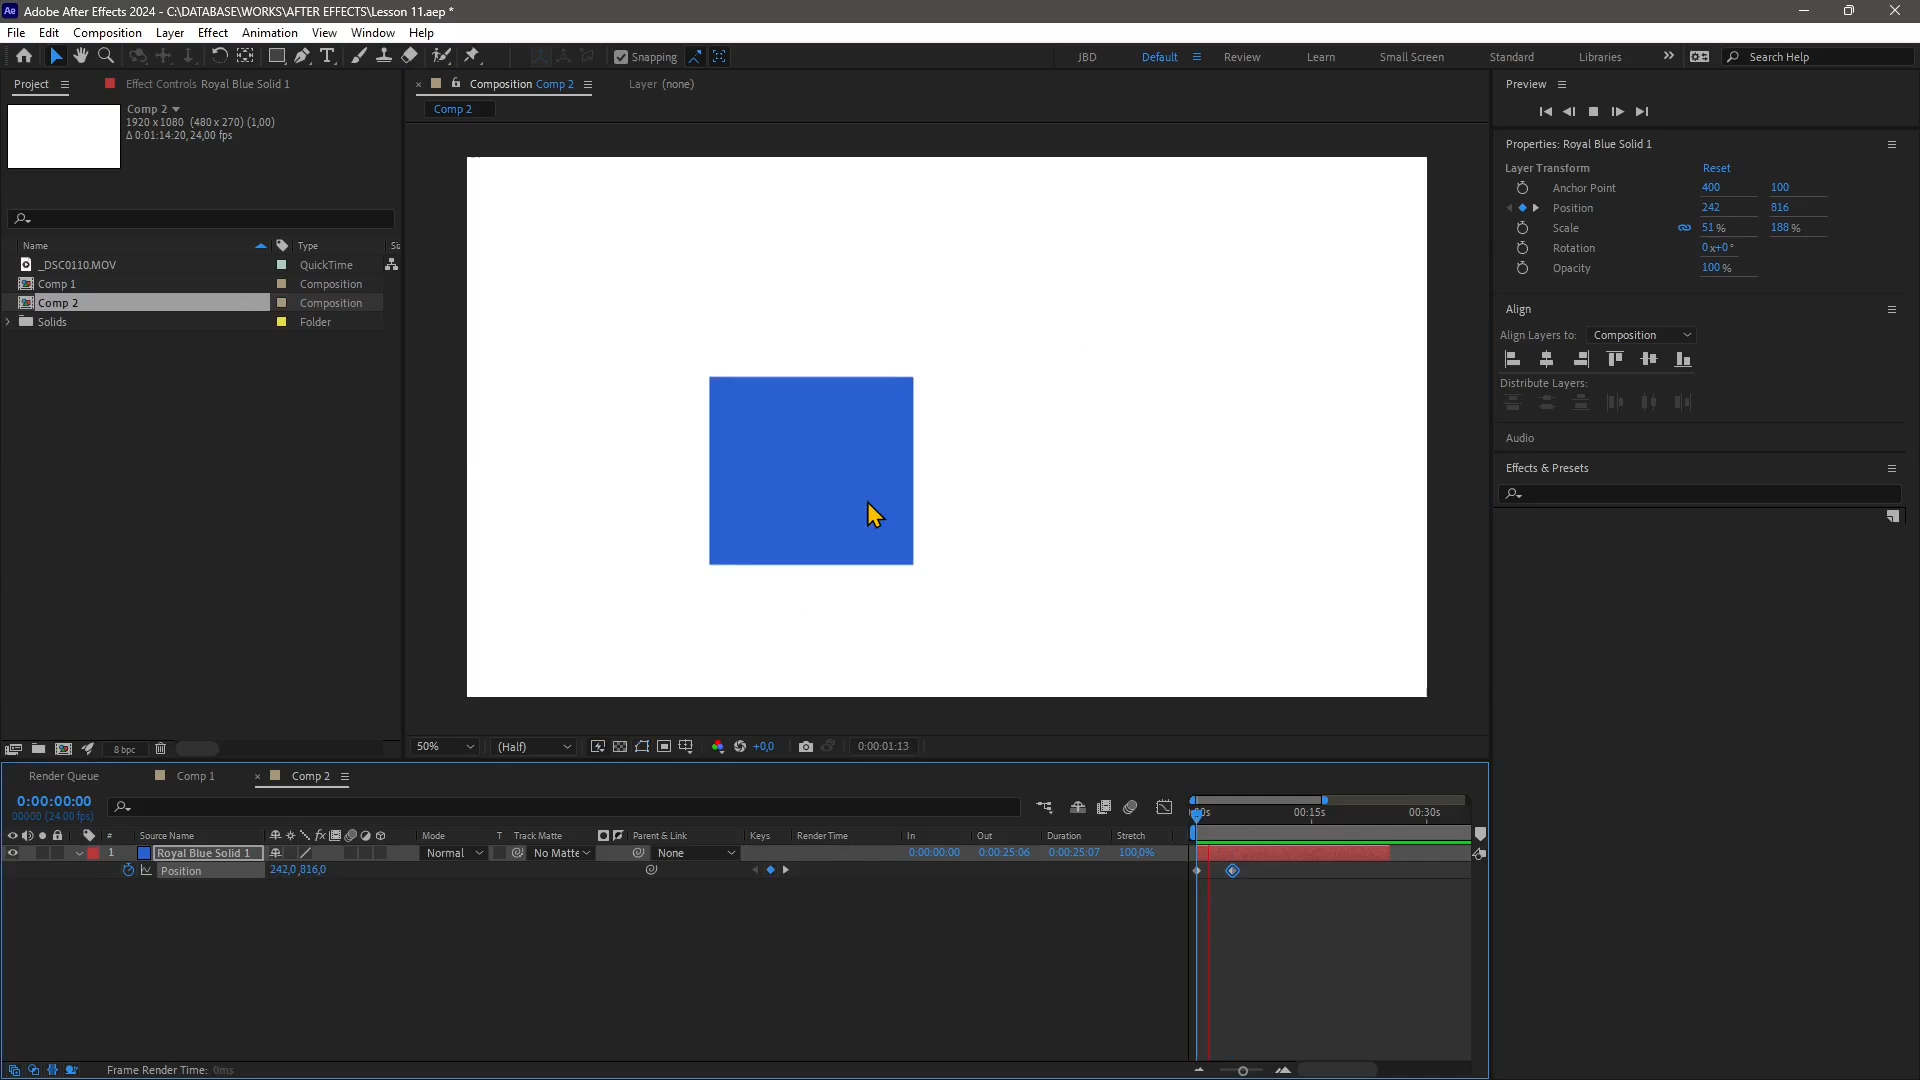 Adobe After Effects 2024 - C:\DATABASE\WORKS\AFTER EFFECTS\Lesson 11.aep *
File Edit Composition Layer Effect Animation View Window Help
Snapping
JBD Default Review Learn Small Screen Standard Libraries Search Help
Project Effect Controls Royal Blue Solid 1
Composition Comp 2 Layer (none)
Preview
Comp 2
1920 x 1080 (480 x 270) (1,00)
Δ 0:01:14:20, 24,00 fps
Comp 2
Properties: Royal Blue Solid 1
Layer Transform Reset
Anchor Point 400 100
Position 242 816
Scale 51 % 188 %
Rotation 0 x+0 °
Opacity 100 %
Name Type Siz
_DSC0110.MOV QuickTime
Comp 1 Composition
Comp 2 Composition
Solids Folder
Align
Align Layers to: Composition
Distribute Layers:
Audio
Effects & Presets
8 bpc
50% (Half) +0,0 0:00:01:13
Render Queue Comp 1 Comp 2
0:00:00:00
00000 (24.00 fps)
:00s 00:15s 00:30s
# Source Name fx Mode T Track Matte Parent & Link Keys Render Time In Out Duration Stretch
1 Royal Blue Solid 1 Normal No Matte None 0:00:00:00 0:00:25:06 0:00:25:07 100,0%
Position 242,0,816,0
Frame Render Time: 0ms